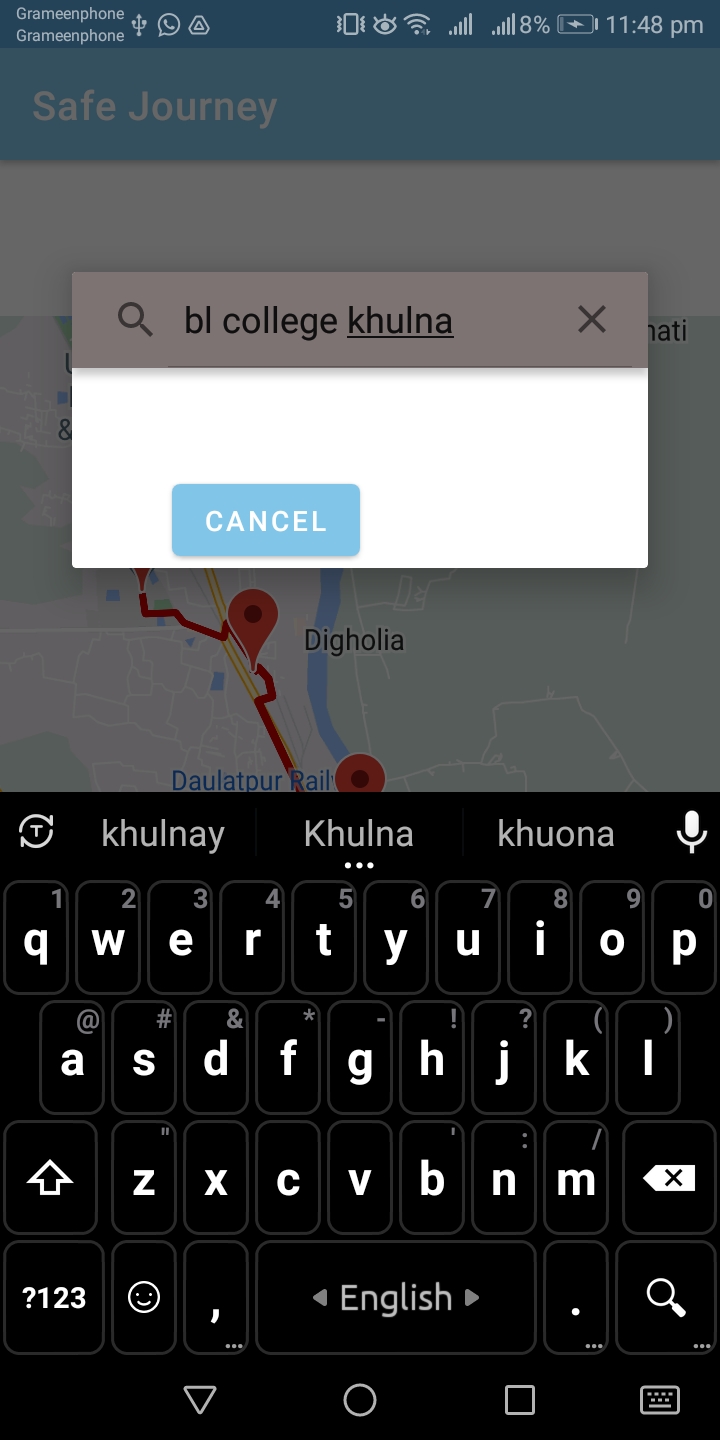 Grameenphone
Grameenphone
8% 11:48 pm
Safe Journey
bl college khulna
nati
&
CANCEL
Digholia
Daulatpur Rail
khulnay Khulna khuona
1 2 3 4 5 6 7 8 9 0
q w e r t y u i o p
@ # & * - ! ? ( )
a s d f g h j k l
" ' : /
z x c v b n m
?123 , English .